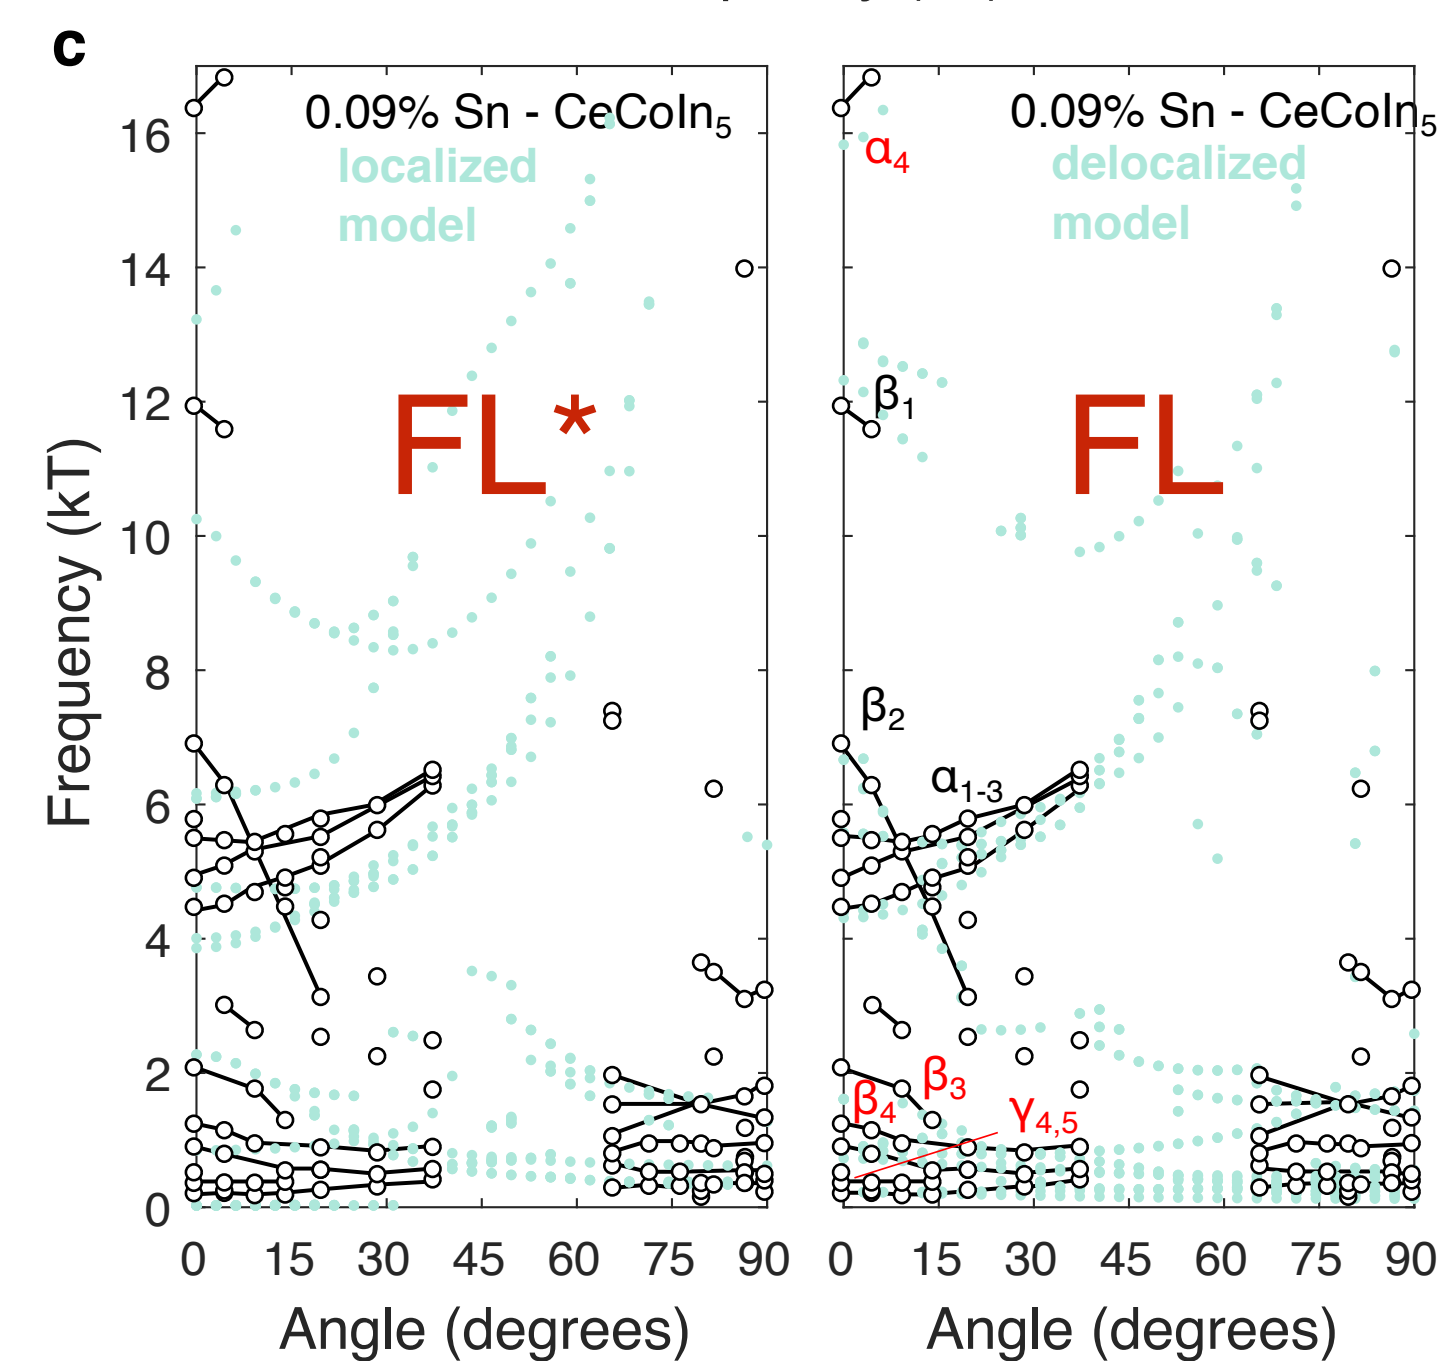 c
0.09% Sn - CeCoIn5
localized
model
FL*
0.09% Sn - CeCoIn5
α4
delocalized
model
β1
FL
β2
α1-3
β3
β4
γ4,5
16
14
12
10
8
6
4
2
0
Frequency (kT)
0 15 30 45 60 75 90
0 15 30 45 60 75 90
Angle (degrees)
Angle (degrees)